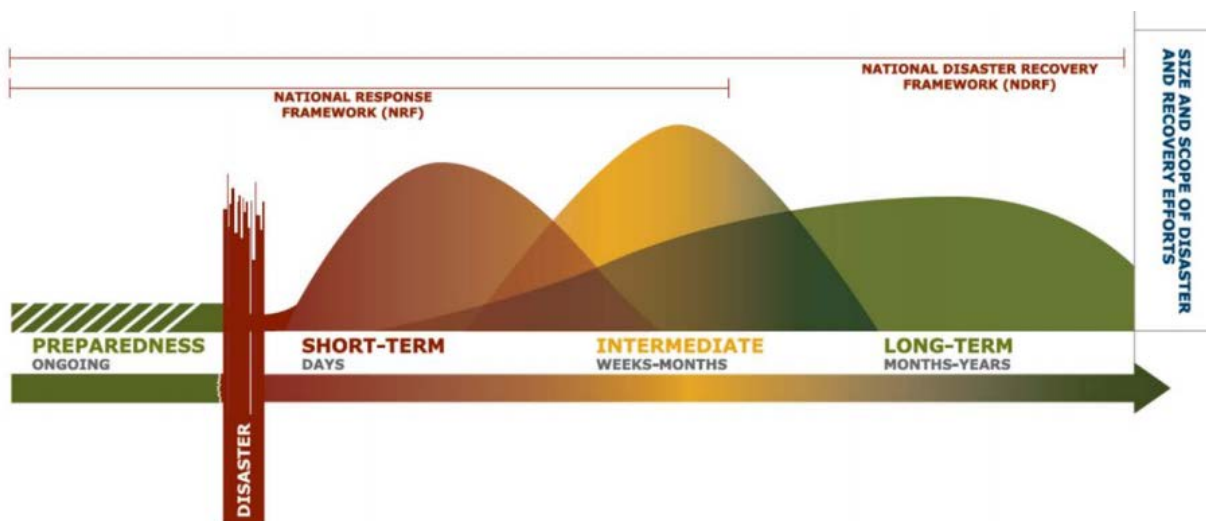 NATIONAL DISASTER RECOVERY
FRAMEWORK (NDRF)
NATIONAL RESPONSE
FRAMEWORK (NRF)
SIZE AND SCOPE OF DISASTER
AND RECOVERY EFFORTS
PREPAREDNESS
ONGOING
SHORT-TERM
DAYS
INTERMEDIATE
WEEKS-MONTHS
LONG-TERM
MONTHS-YEARS
DISASTER